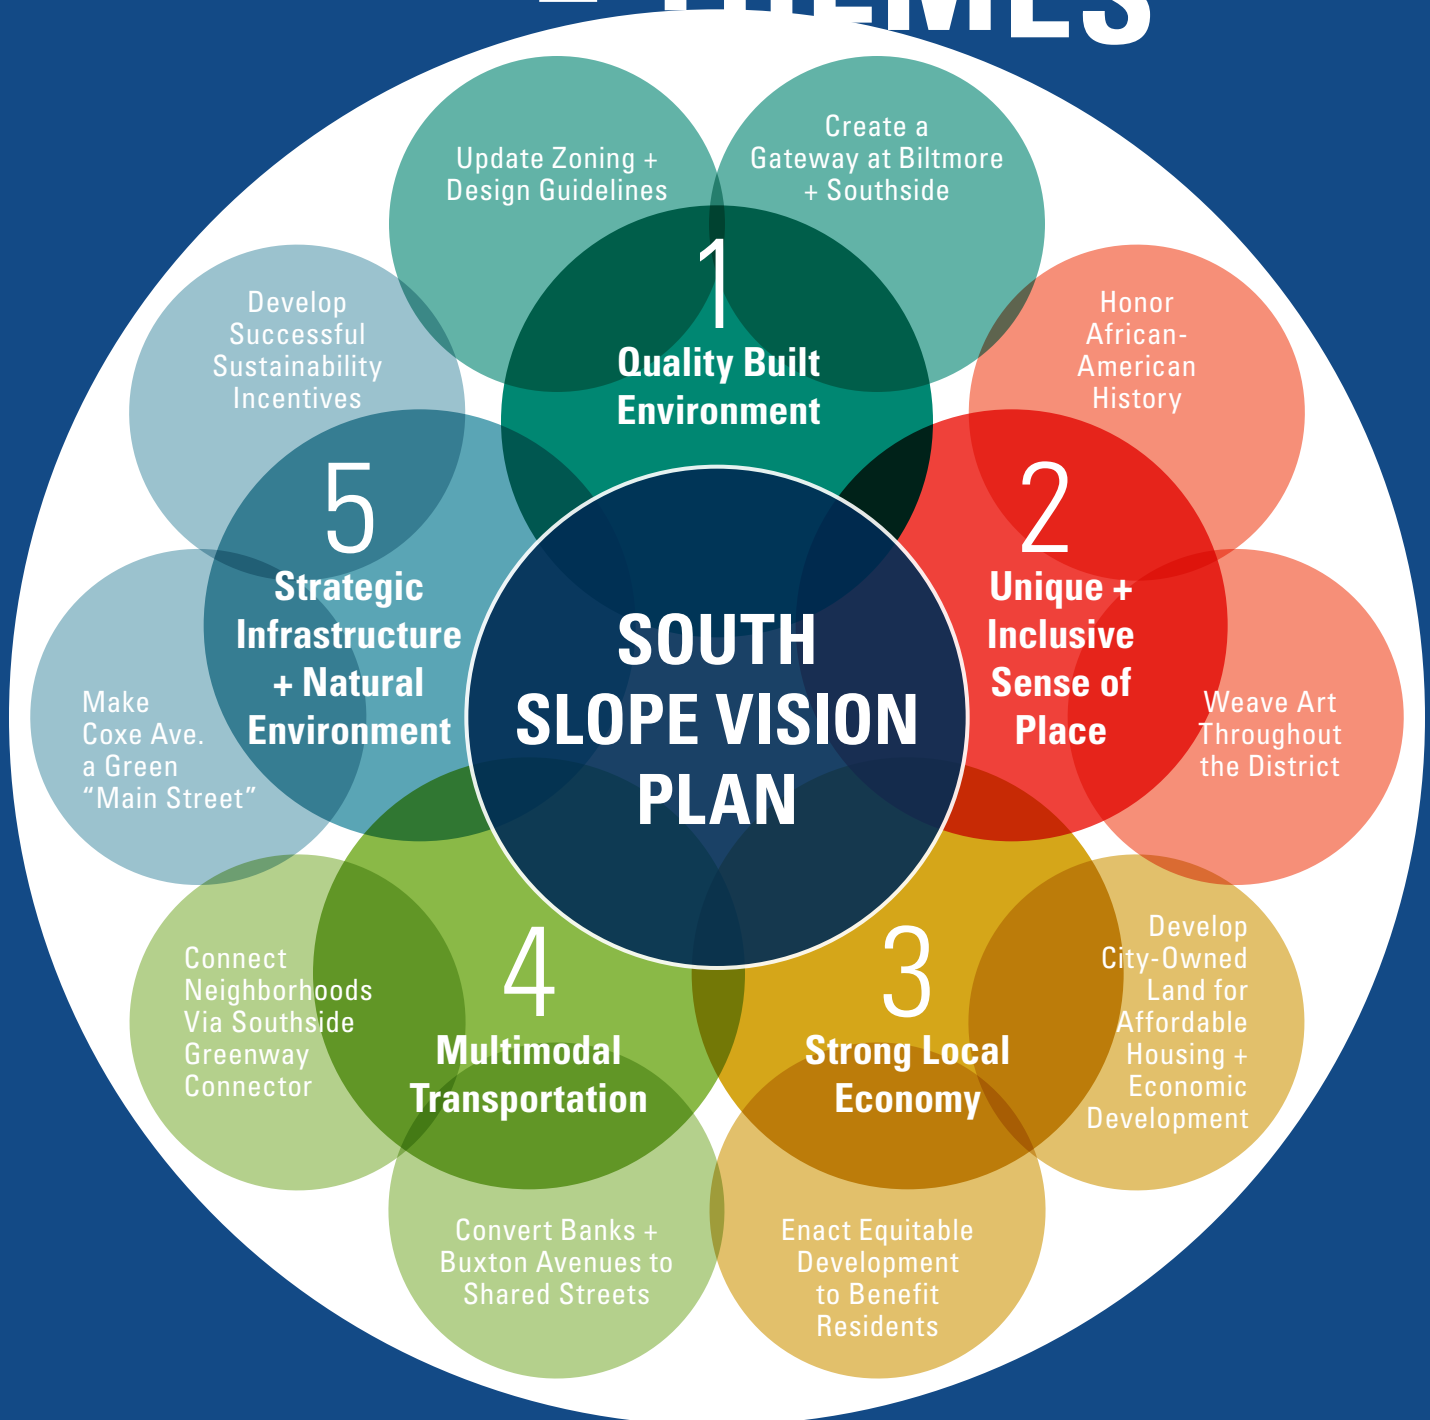 THEMES
Update Zoning +
Design Guidelines
Create a
Gateway at Biltmore
+ Southside
1
Quality Built
Environment
Honor
African-
American
History
2
Unique +
Inclusive
Sense of
Place
Weave Art
Throughout
the District
Develop
City-Owned
Land for
Affordable
Housing +
Economic
Development
3
Strong Local
Economy
Enact Equitable
Development
to Benefit
Residents
4
Multimodal
Transportation
Convert Banks +
Buxton Avenues to
Shared Streets
Connect
Neighborhoods
Via Southside
Greenway
Connector
5
Strategic
Infrastructure
+ Natural
Environment
Make
Coxe Ave.
a Green
“Main Street”
Develop
Successful
Sustainability
Incentives
SOUTH
SLOPE VISION
PLAN